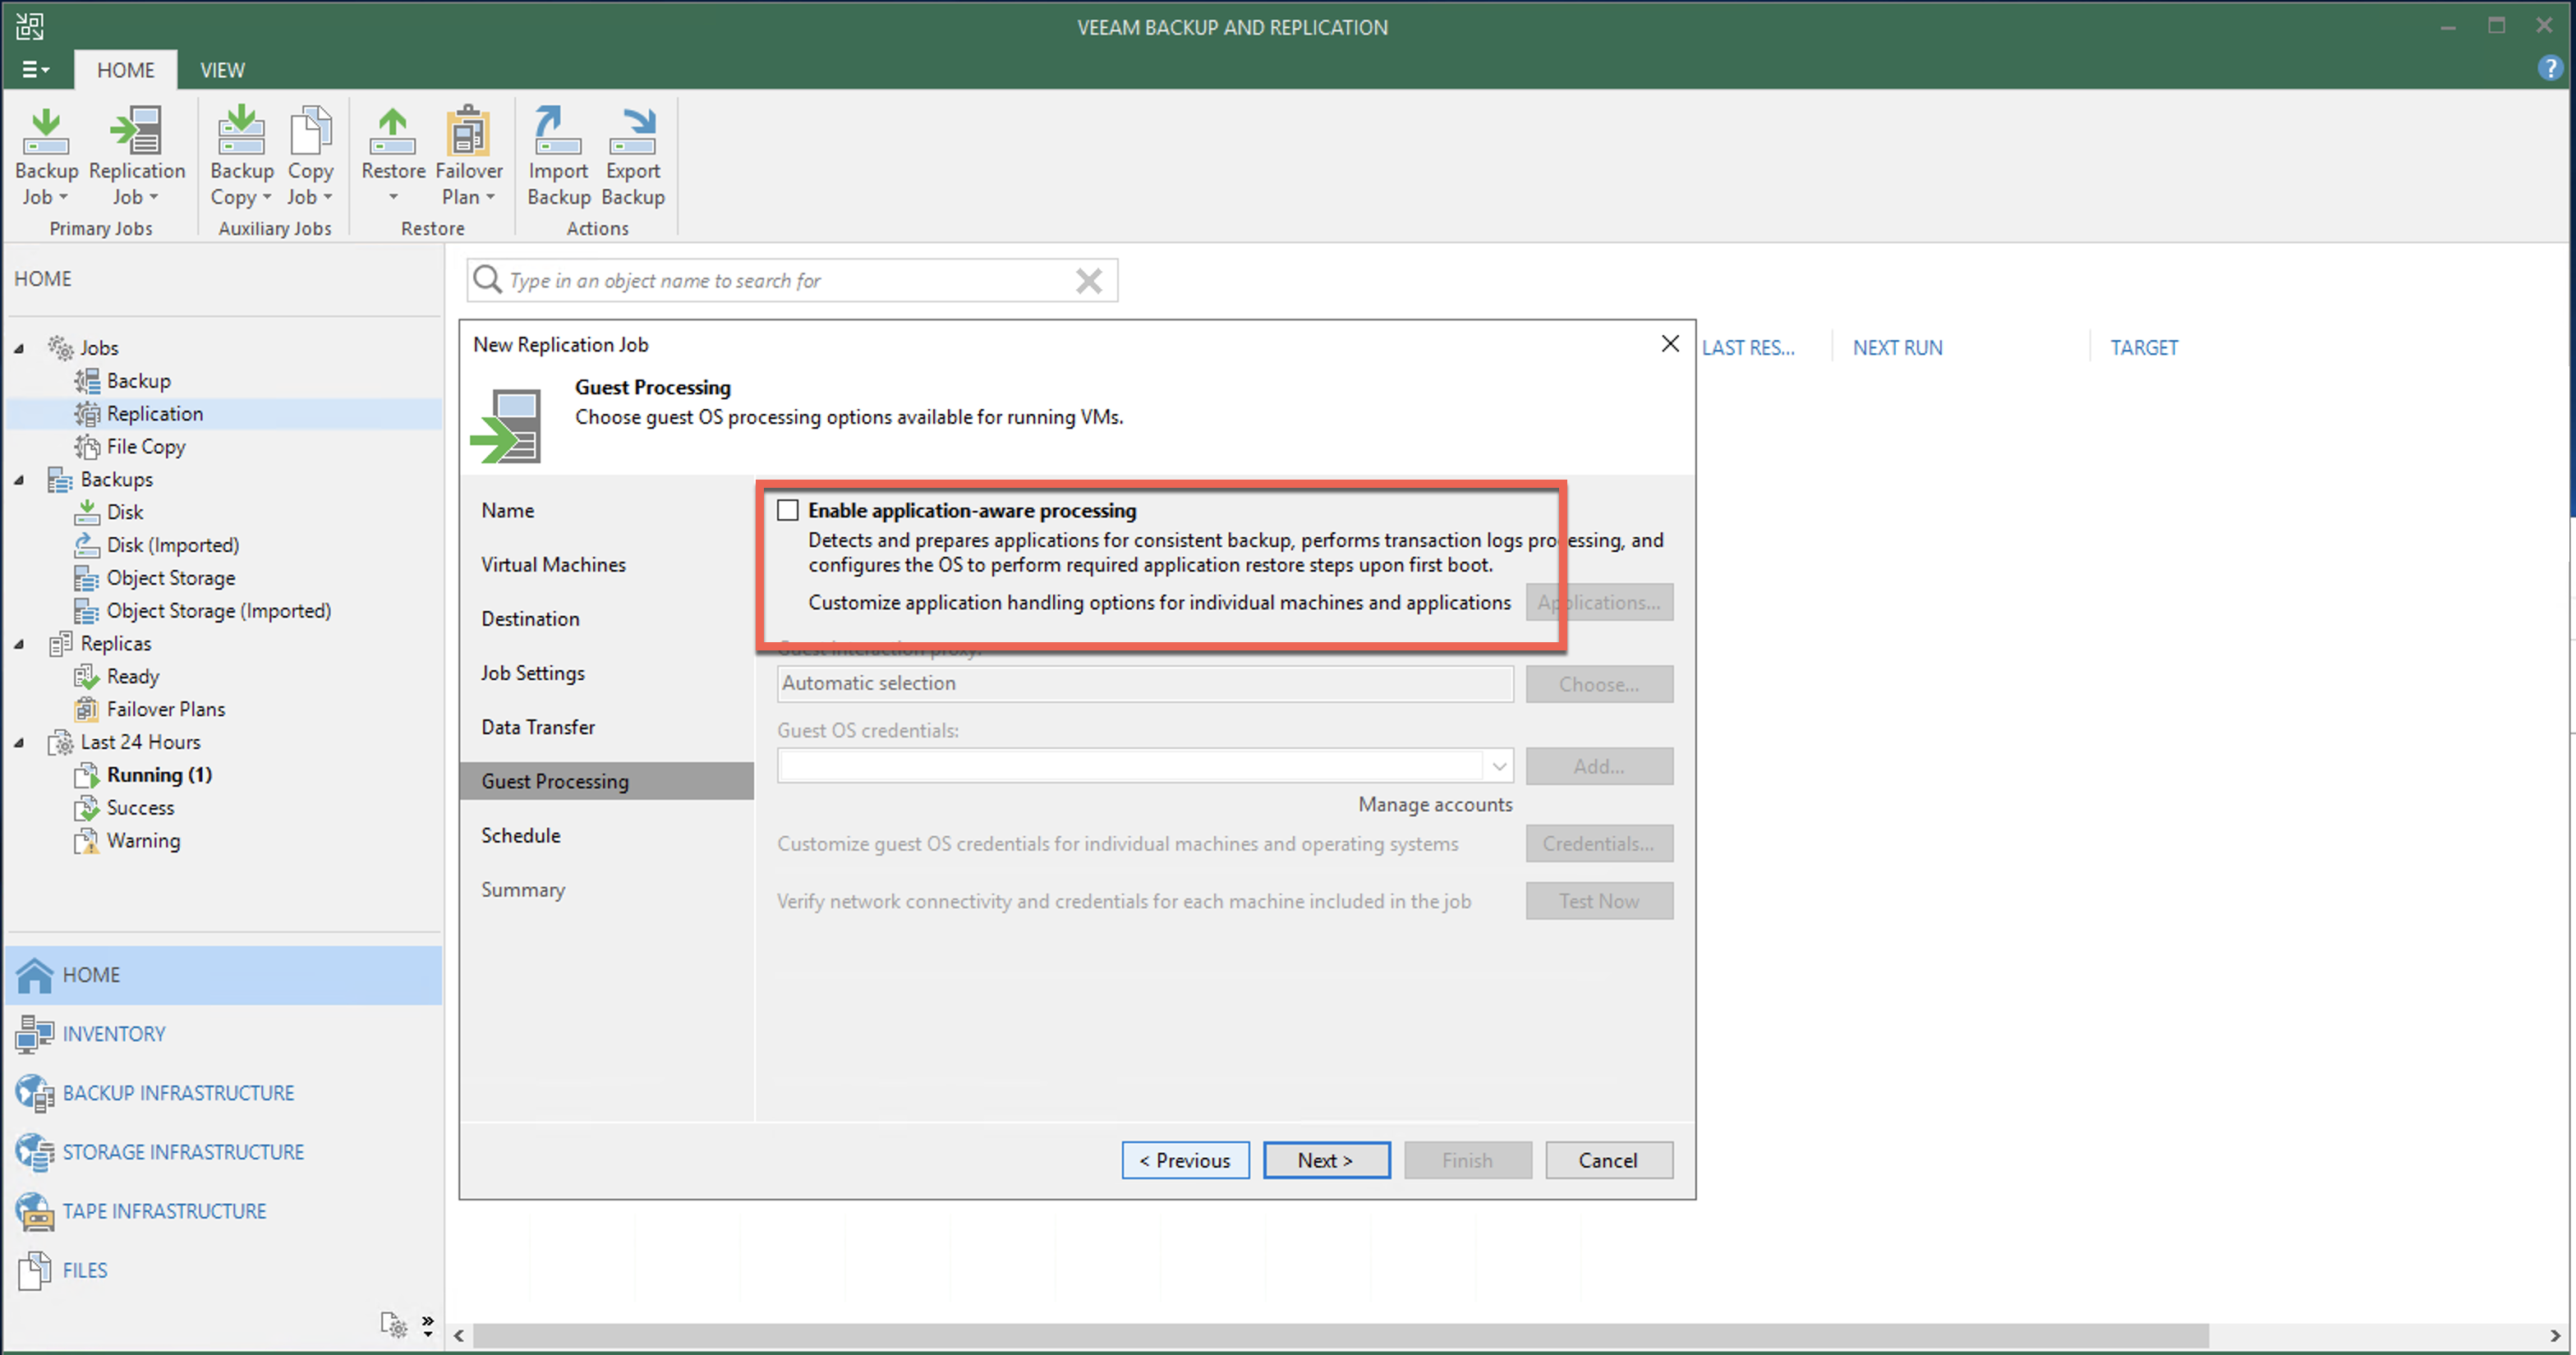 VEEAM BACKUP AND REPLICATION
HOME
VIEW
?
Backup Job
Replication Job
Backup Copy
Copy Job
Restore
Failover Plan
Import Backup
Export Backup
Primary Jobs
Auxiliary Jobs
Restore
Actions
HOME
Jobs
Backup
Replication
File Copy
Backups
Disk
Disk (Imported)
Object Storage
Object Storage (Imported)
Replicas
Ready
Failover Plans
Last 24 Hours
Running (1)
Success
Warning
HOME
INVENTORY
BACKUP INFRASTRUCTURE
STORAGE INFRASTRUCTURE
TAPE INFRASTRUCTURE
FILES
Type in an object name to search for
LAST RES...
NEXT RUN
TARGET
New Replication Job
Guest Processing
Choose guest OS processing options available for running VMs.
Name
Virtual Machines
Destination
Job Settings
Data Transfer
Guest Processing
Schedule
Summary
Enable application-aware processing
Detects and prepares applications for consistent backup, performs transaction logs processing, and
configures the OS to perform required application restore steps upon first boot.
Customize application handling options for individual machines and applications
Applications...
Guest interaction proxy:
Automatic selection
Choose...
Guest OS credentials:
Add...
Manage accounts
Customize guest OS credentials for individual machines and operating systems
Credentials...
Verify network connectivity and credentials for each machine included in the job
Test Now
< Previous
Next >
Finish
Cancel